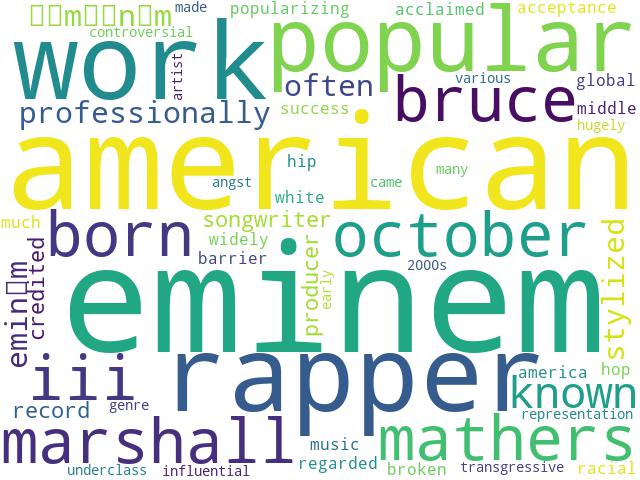 made popularizing acclaimed acceptance
controversial
work popular
artist often various global
professionally success bruce middle
hugely
american
hip angst white came many
much born songwriter october
widely barrier
credited producer early 2000s stylized
eminem
iii rapper america hop
record genre known
representation
marshall music mathers
regarded broken transgressive racial
underclass influential